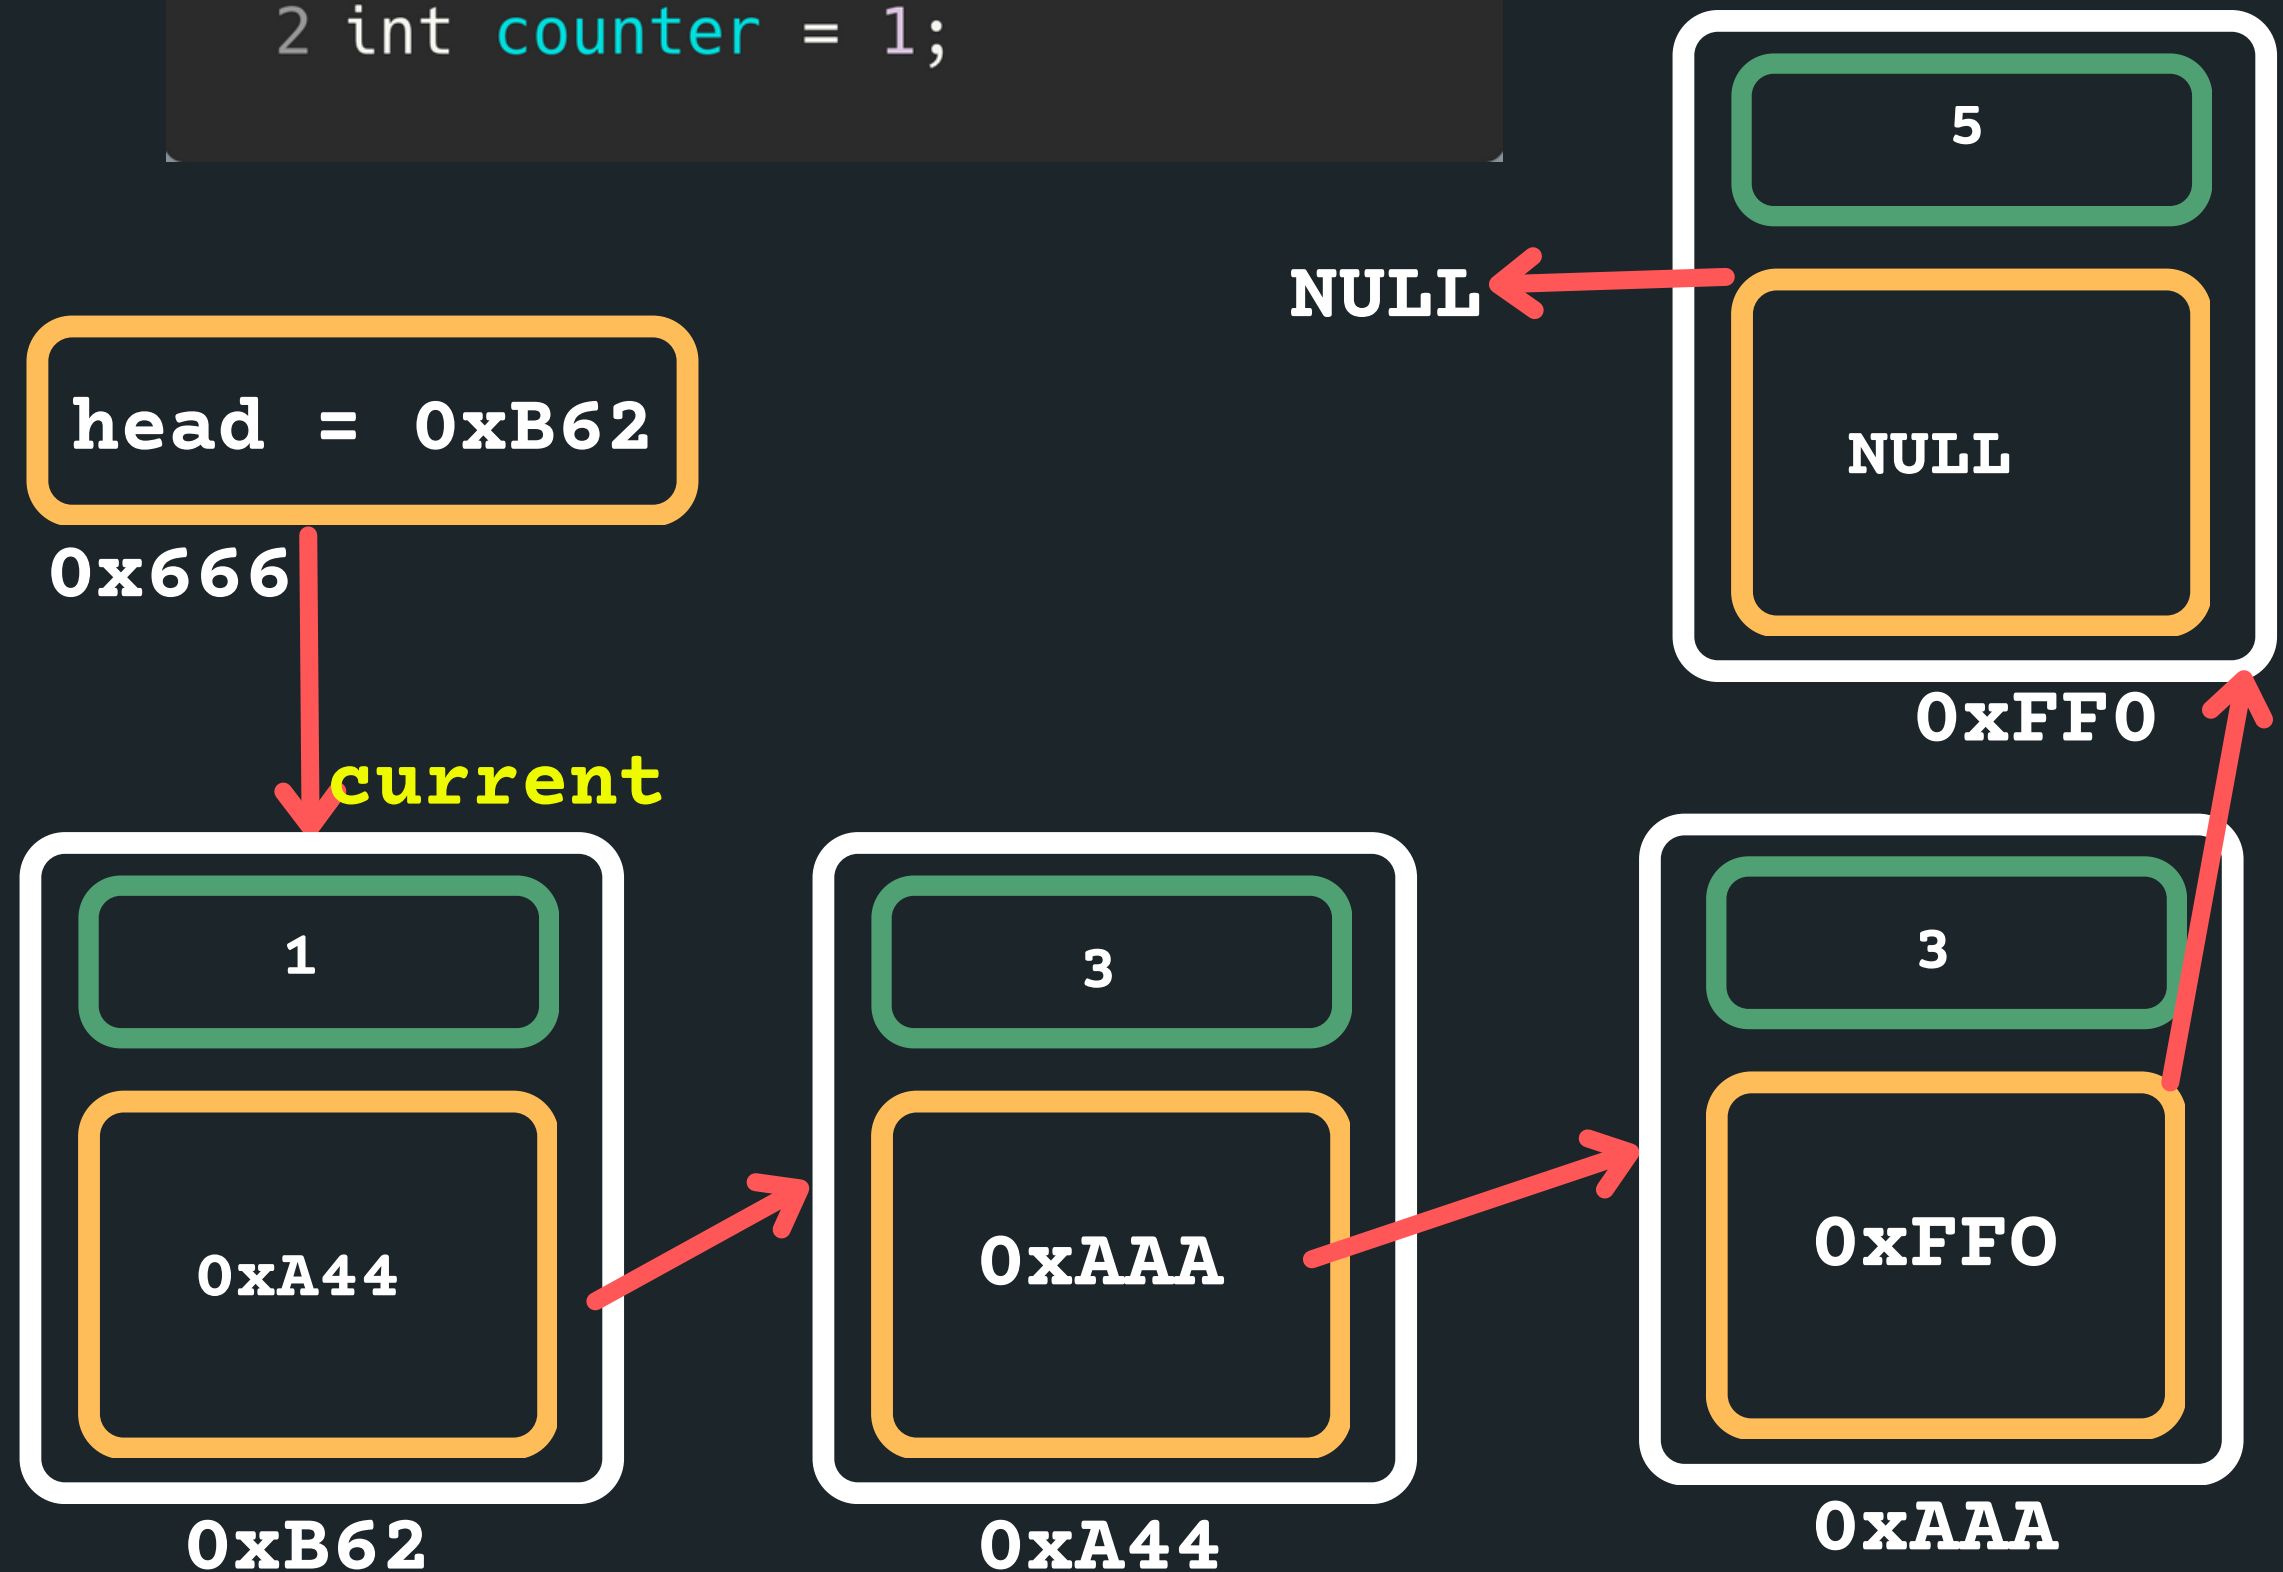 2 int counter = 1;
5
NULL
NULL
head = 0xB62
0x666
0xFF0
current
1
3
3
0xA44
0xAAA
0xFFO
0xB62
0xA44
0xAAA